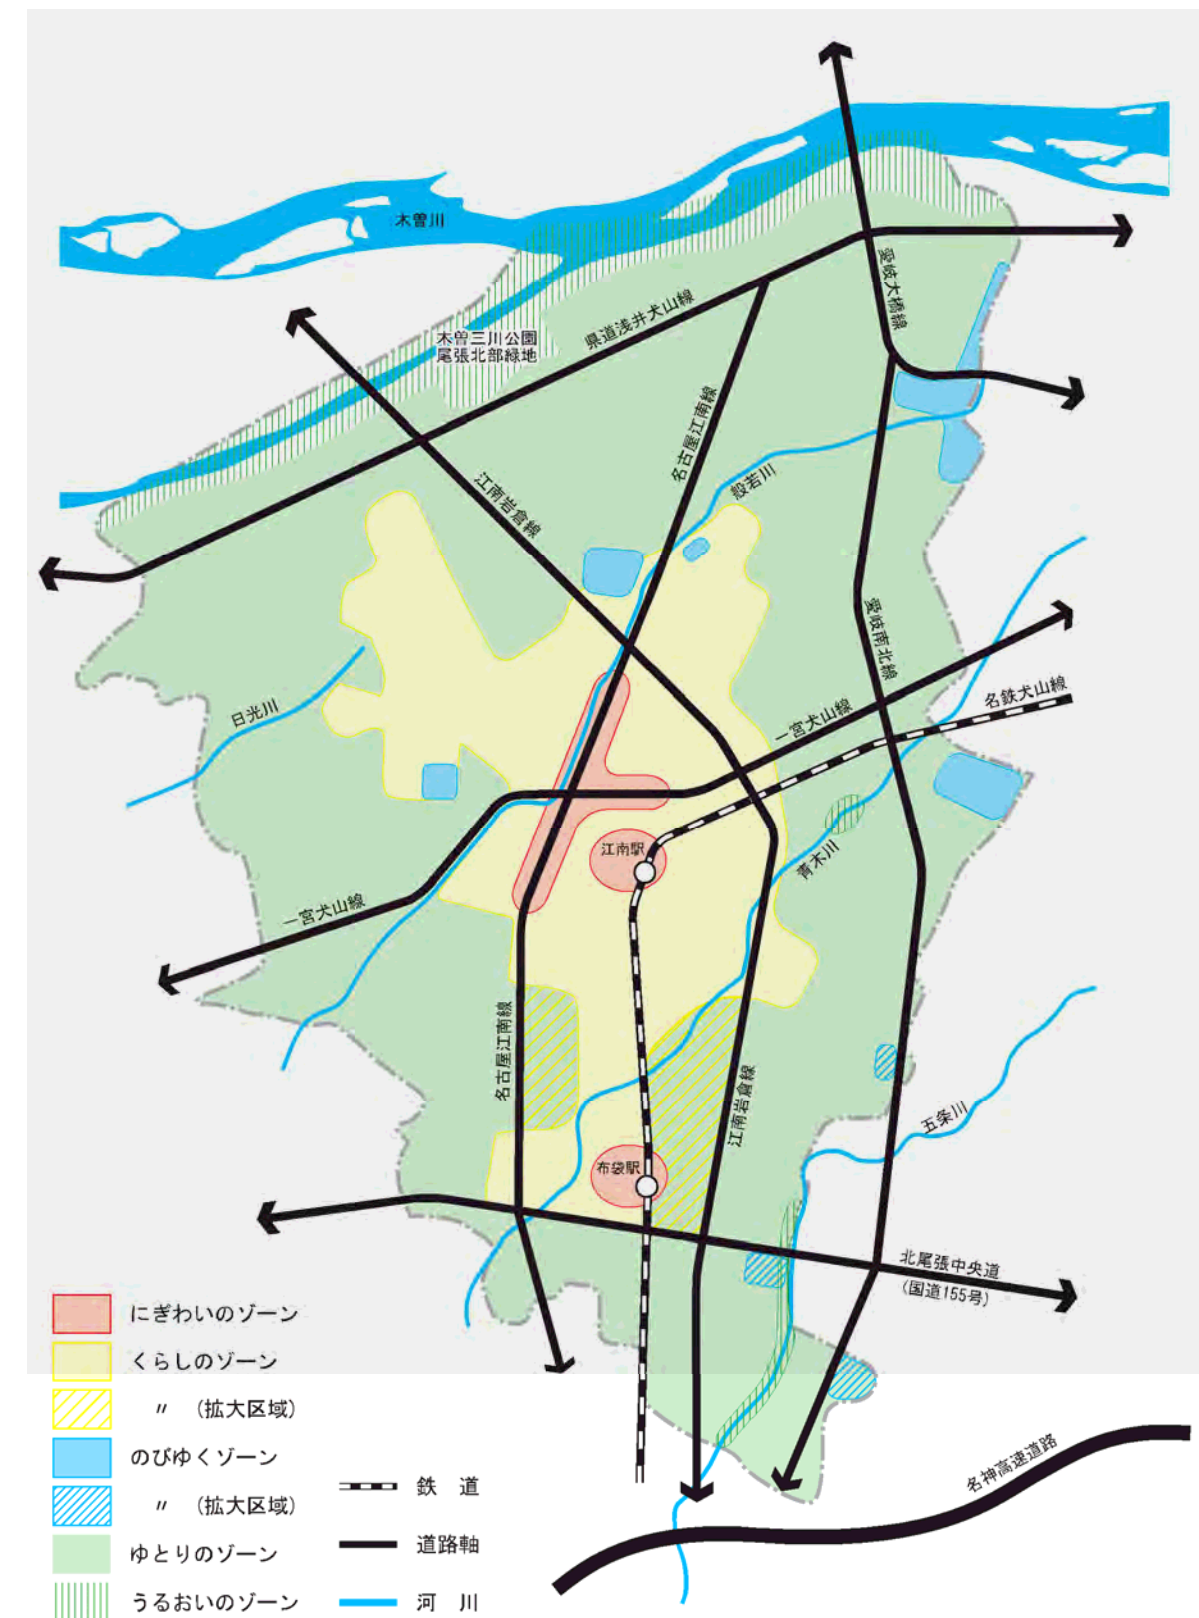 木曽川
愛岐大橋線
県道浅井犬山線
木曽三川公園
尾張北部緑地
名古屋江南線
江南岩倉線
般若川
愛岐南北線
名鉄犬山線
日光川
一宮犬山線
江南駅
青木川
一宮犬山線
名古屋江南線
江南岩倉線
五条川
布袋駅
北尾張中央道
(国道155号)
名神高速道路
にぎわいのゾーン
くらしのゾーン
〃 (拡大区域)
のびゆくゾーン
〃 (拡大区域)
ゆとりのゾーン
うるおいのゾーン
鉄 道
道路軸
河 川